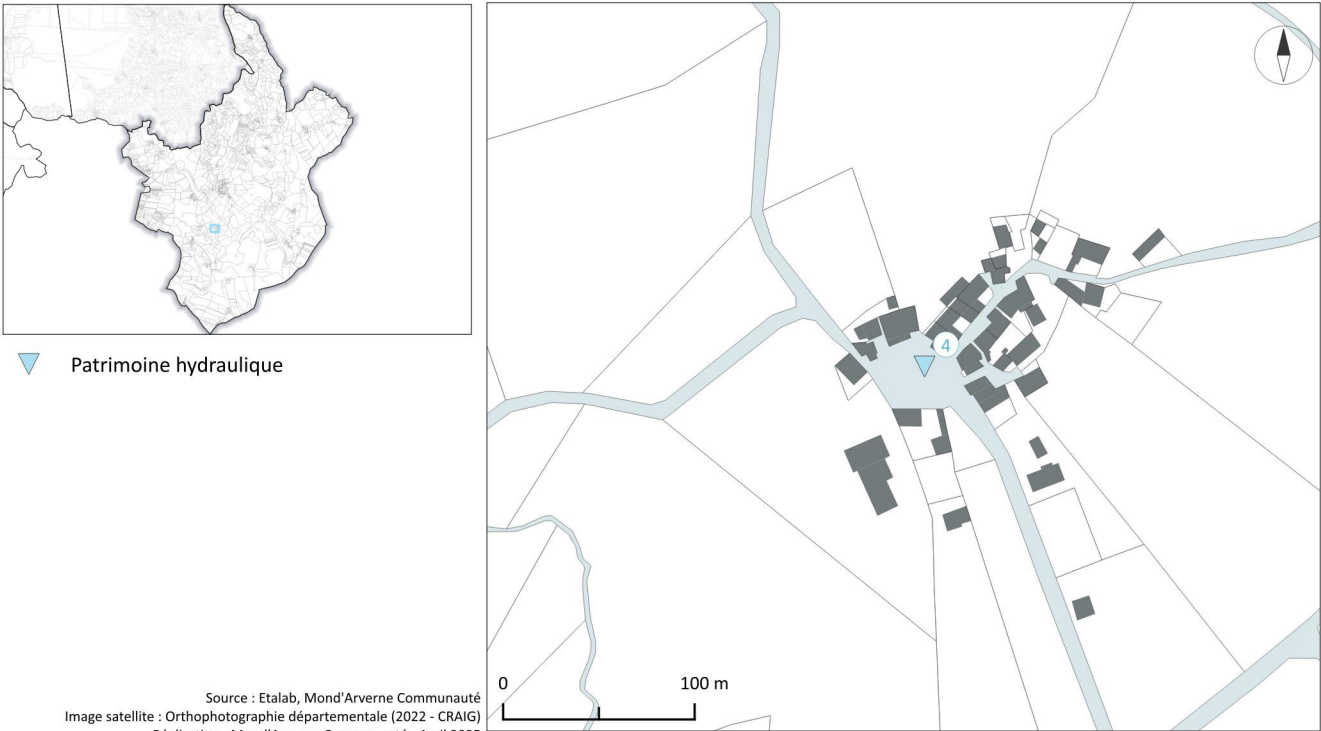 Patrimoine hydraulique
4
0 100 m
Source : Etalab, Mond'Arverne Communauté
Image satellite : Orthophotographie départementale (2022 - CRAIG)